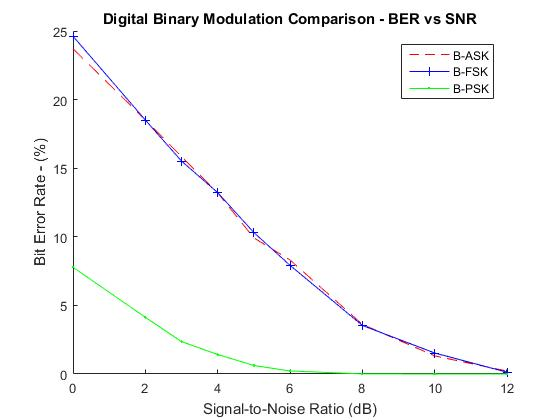 Digital Binary Modulation Comparison - BER vs SNR
B-ASK
B-FSK
B-PSK
Bit Error Rate - (%)
25
20
15
10
5
0
0 2 4 6 8 10 12
Signal-to-Noise Ratio (dB)